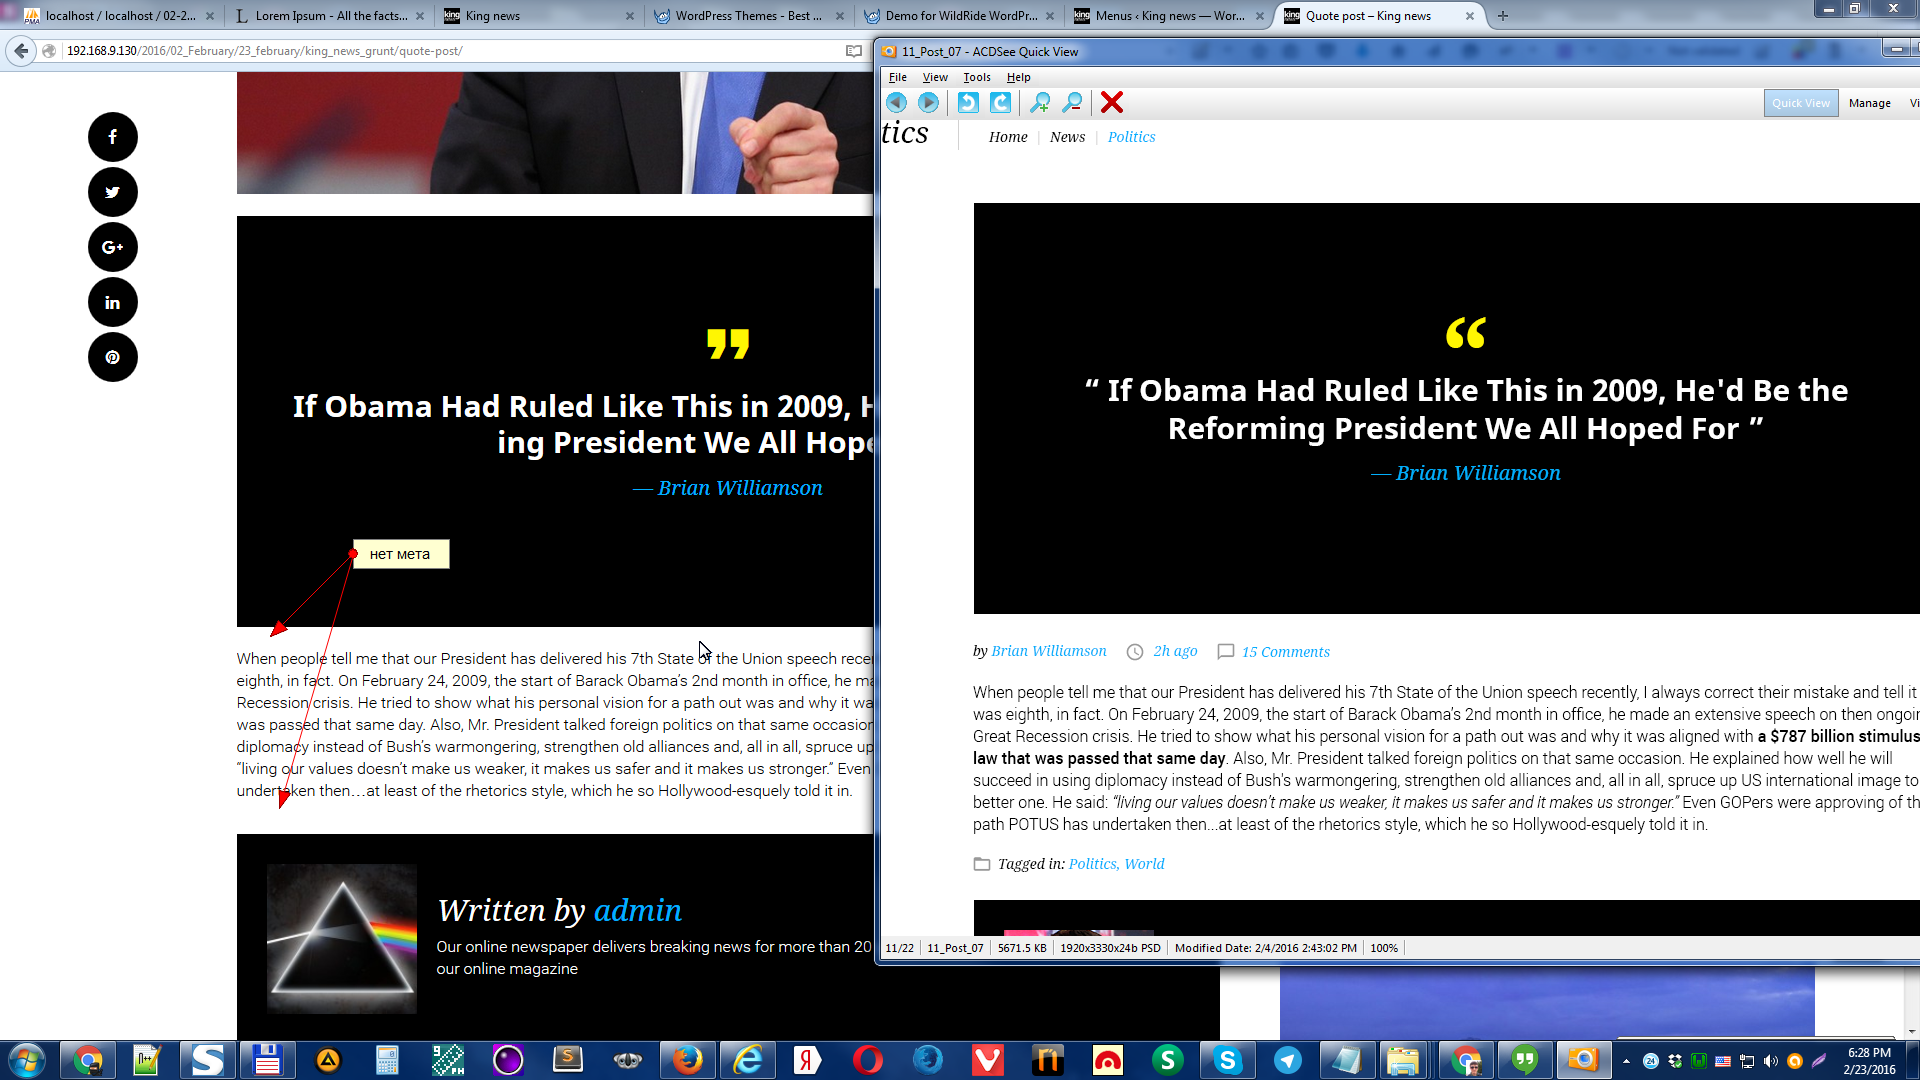 localhost / localhost / 02-2...
Lorem Ipsum - All the facts...
King news
WordPress Themes - Best ...
Demo for WildRide WordPr...
Menus ‹ King news — Wor...
Quote post – King news
192.168.9.130/2016/02_February/23_february/king_news_grunt/quote-post/
If Obama Had Ruled Like This in 2009, H
ing President We All Hope
— Brian Williamson
нет мета
When people tell me that our President has delivered his 7th State of the Union speech rece
eighth, in fact. On February 24, 2009, the start of Barack Obama’s 2nd month in office, he ma
Recession crisis. He tried to show what his personal vision for a path out was and why it wa
was passed that same day. Also, Mr. President talked foreign politics on that same occasion
diplomacy instead of Bush’s warmongering, strengthen old alliances and, all in all, spruce up
“living our values doesn’t make us weaker, it makes us safer and it makes us stronger.” Even
undertaken then…at least of the rhetorics style, which he so Hollywood-esquely told it in.
Written by admin
Our online newspaper delivers breaking news for more than 20
our online magazine
11_Post_07 - ACDSee Quick View
File View Tools Help
Quick View Manage Vi
tics
Home | News | Politics
“
“ If Obama Had Ruled Like This in 2009, He'd Be the
Reforming President We All Hoped For ”
— Brian Williamson
by Brian Williamson 2h ago 15 Comments
When people tell me that our President has delivered his 7th State of the Union speech recently, I always correct their mistake and tell it
was eighth, in fact. On February 24, 2009, the start of Barack Obama’s 2nd month in office, he made an extensive speech on then ongoin
Great Recession crisis. He tried to show what his personal vision for a path out was and why it was aligned with a $787 billion stimulus
law that was passed that same day. Also, Mr. President talked foreign politics on that same occasion. He explained how well he will
succeed in using diplomacy instead of Bush's warmongering, strengthen old alliances and, all in all, spruce up US international image to
better one. He said: “living our values doesn’t make us weaker, it makes us safer and it makes us stronger.” Even GOPers were approving of th
path POTUS has undertaken then...at least of the rhetorics style, which he so Hollywood-esquely told it in.
Tagged in: Politics, World
11/22 11_Post_07 5671.5 KB 1920x3330x24b PSD Modified Date: 2/4/2016 2:43:02 PM 100%
6:28 PM
2/23/2016